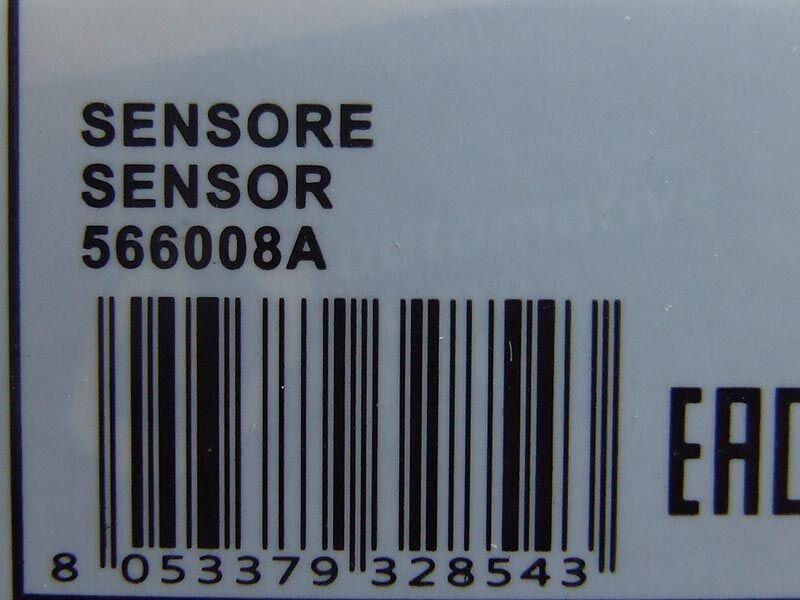 SENSORE
SENSOR
566008A
EAC
8 053379 328543